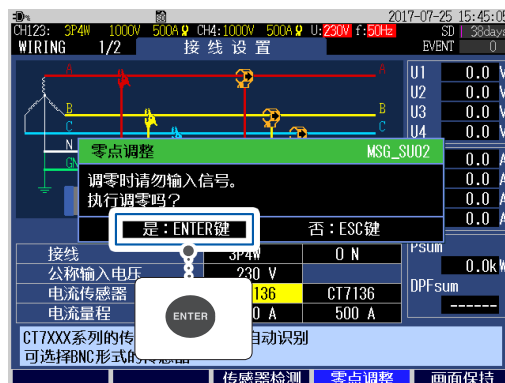 2017-07-25 15:45:05
CH123: 3P4W 1000V 500A CH4:1000V 500A U:230V f:50Hz SD 38days
WIRING 1/2 接线设置 EVENT 0
A A
B B
C C
N
GN
U1 0.0 V
U2 0.0 V
U3 0.0 V
U4 0.0 V
0.0 A
0.0 A
0.0 A
0.0 A
零点调整 MSG_SU02
调零时请勿输入信号。
执行调零吗？
是：ENTER键 否：ESC键
接线 3P4W ON
公称输入电压 230 V
电流传感器 136 CT7136
电流量程 0 A 500 A
Psum
0.0kW
DPFsum
------
ENTER
CT7XXX系列的传 自动识别
可选择BNC形式的
传感器检测 零点调整 画面保持